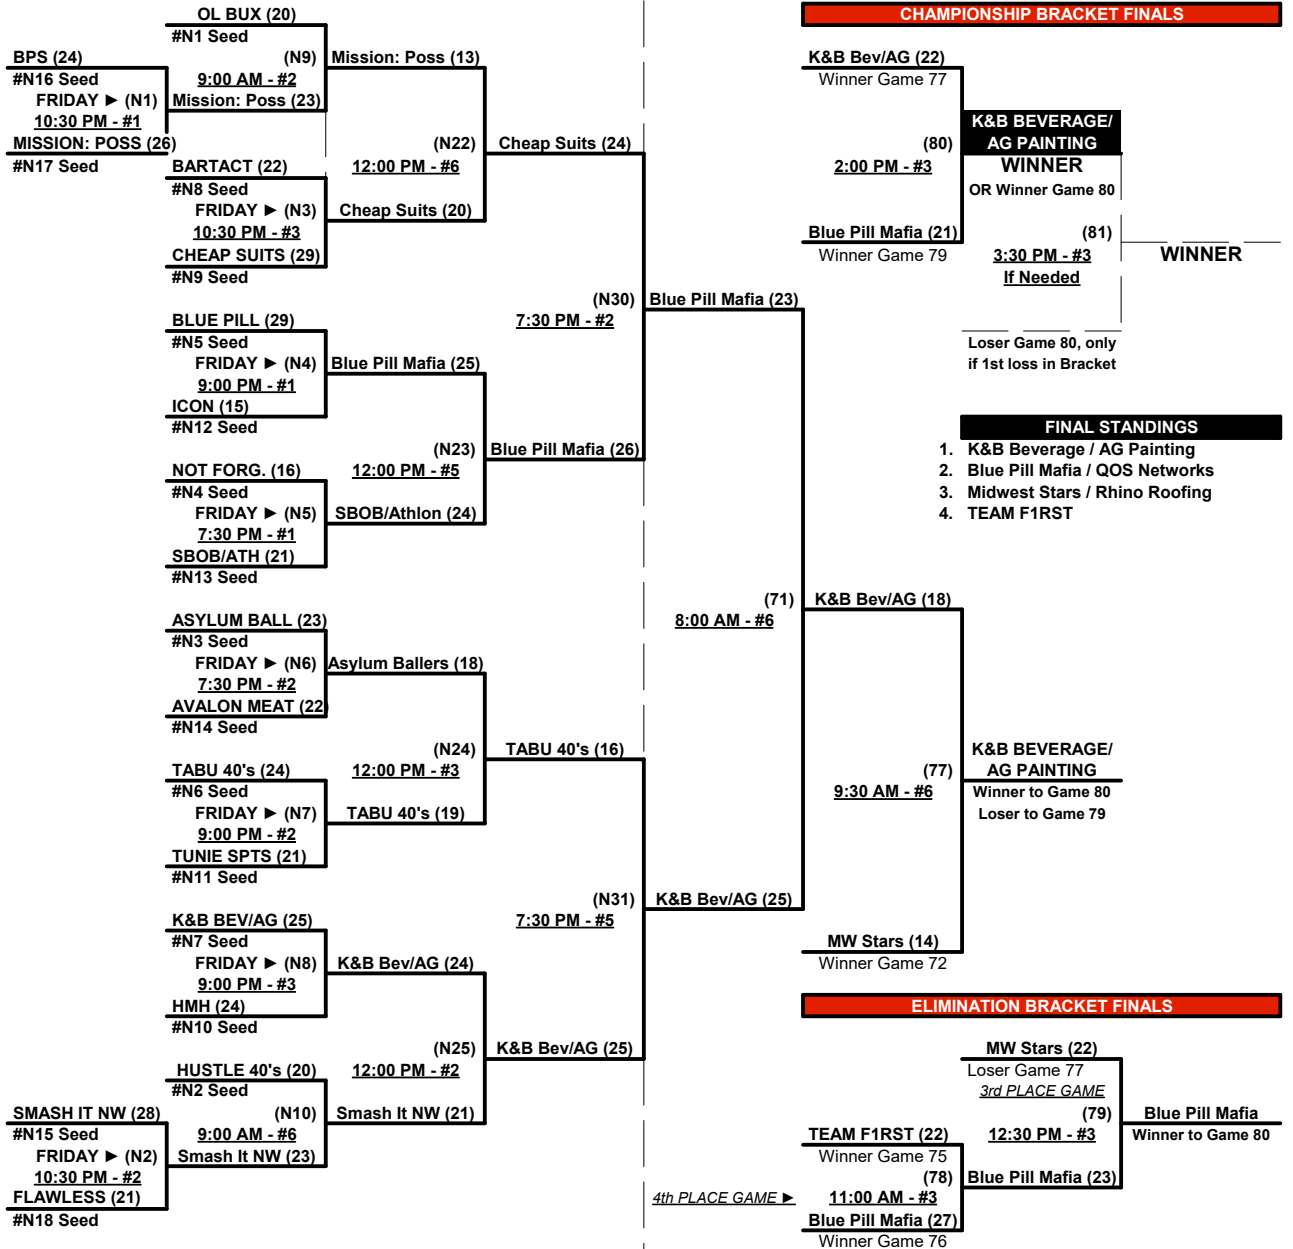 OL BUX (20)
#N1 Seed
BPS (24)
(N9)
Mission: Poss (13)
#N16 Seed
9:00 AM - #2
FRIDAY ► (N1)
Mission: Poss (23)
10:30 PM - #1
MISSION: POSS (26)
(N22)
Cheap Suits (24)
#N17 Seed
BARTACT (22)
12:00 PM - #6
#N8 Seed
FRIDAY ► (N3)
Cheap Suits (20)
10:30 PM - #3
CHEAP SUITS (29)
#N9 Seed
(N30)
Blue Pill Mafia (23)
BLUE PILL (29)
7:30 PM - #2
#N5 Seed
FRIDAY ► (N4)
Blue Pill Mafia (25)
9:00 PM - #1
ICON (15)
#N12 Seed
(N23)
Blue Pill Mafia (26)
NOT FORG. (16)
12:00 PM - #5
#N4 Seed
FRIDAY ► (N5)
SBOB/Athlon (24)
7:30 PM - #1
SBOB/ATH (21)
#N13 Seed
(71)
K&B Bev/AG (18)
ASYLUM BALL (23)
8:00 AM - #6
#N3 Seed
FRIDAY ► (N6)
Asylum Ballers (18)
7:30 PM - #2
AVALON MEAT (22)
#N14 Seed
(N24)
TABU 40's (16)
TABU 40's (24)
12:00 PM - #3
#N6 Seed
FRIDAY ► (N7)
TABU 40's (19)
9:00 PM - #2
TUNIE SPTS (21)
#N11 Seed
(N31)
K&B Bev/AG (25)
K&B BEV/AG (25)
7:30 PM - #5
#N7 Seed
FRIDAY ► (N8)
K&B Bev/AG (24)
9:00 PM - #3
HMH (24)
#N10 Seed
(N25)
K&B Bev/AG (25)
HUSTLE 40's (20)
12:00 PM - #2
#N2 Seed
SMASH IT NW (28)
(N10)
Smash It NW (21)
#N15 Seed
9:00 AM - #6
FRIDAY ► (N2)
Smash It NW (23)
10:30 PM - #2
FLAWLESS (21)
#N18 Seed
CHAMPIONSHIP BRACKET FINALS
K&B Bev/AG (22)
Winner Game 77
K&B BEVERAGE/
AG PAINTING
(80)
2:00 PM - #3
WINNER
OR Winner Game 80
Blue Pill Mafia (21)
Winner Game 79
(81)
3:30 PM - #3
If Needed
WINNER
Loser Game 80, only
if 1st loss in Bracket
FINAL STANDINGS
1. K&B Beverage / AG Painting
2. Blue Pill Mafia / QOS Networks
3. Midwest Stars / Rhino Roofing
4. TEAM F1RST
K&B BEVERAGE/
(77)
AG PAINTING
9:30 AM - #6
Winner to Game 80
Loser to Game 79
MW Stars (14)
Winner Game 72
ELIMINATION BRACKET FINALS
MW Stars (22)
Loser Game 77
3rd PLACE GAME
(79)
Blue Pill Mafia
12:30 PM - #3
Winner to Game 80
TEAM F1RST (22)
Winner Game 75
(78)
Blue Pill Mafia (23)
4th PLACE GAME ►
11:00 AM - #3
Blue Pill Mafia (27)
Winner Game 76